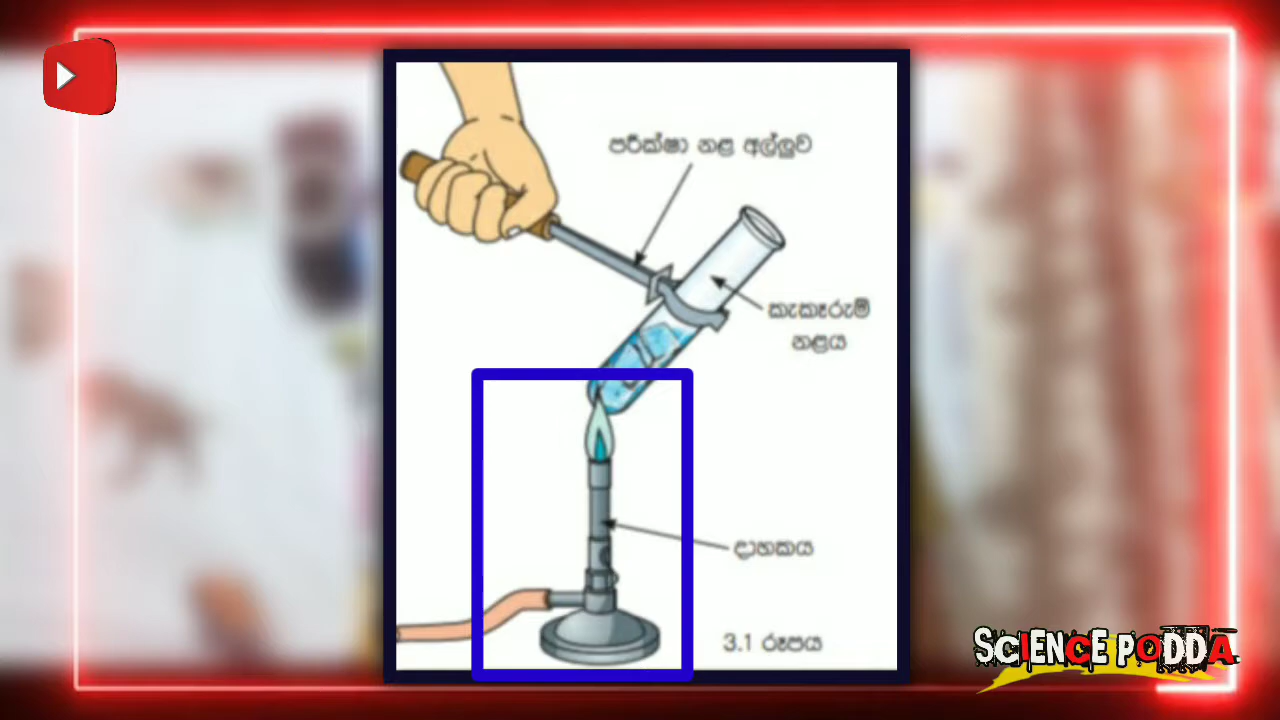 පරීක්ෂා නළ අල්ලුව
කැකෑරුම්
නළය
දාහකය
3.1 රූපය
SCIENCE PODDA